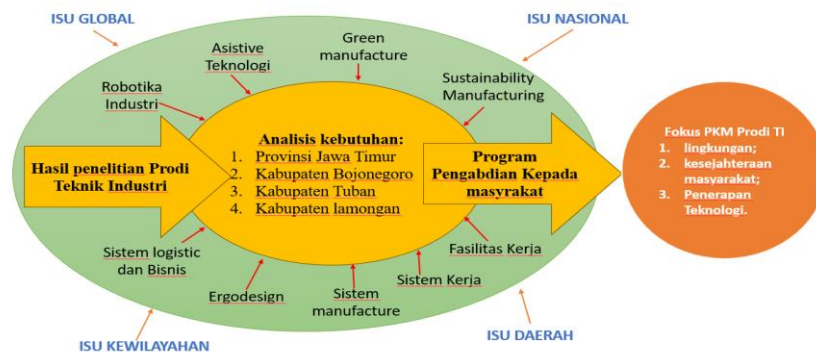 ISU GLOBAL
ISU NASIONAL
Green
manufacture
Asistive
Teknologi
Sustainability
Manufacturing
Robotika
Industri
Hasil penelitian Prodi
Teknik Industri
Analisis kebutuhan:
1. Provinsi Jawa Timur
2. Kabupaten Bojonegoro
3. Kabupaten Tuban
4. Kabupaten lamongan
Program
Pengabdian Kepada
masyrakat
Fokus PKM Prodi TI
1. lingkungan;
2. kesejahteraan
masyarakat;
3. Penerapan
Teknologi.
Sistem logistic
dan Bisnis
Ergodesign
Sistem
manufacture
Sistem Kerja
Fasilitas Kerja
ISU KEWILAYAHAN
ISU DAERAH